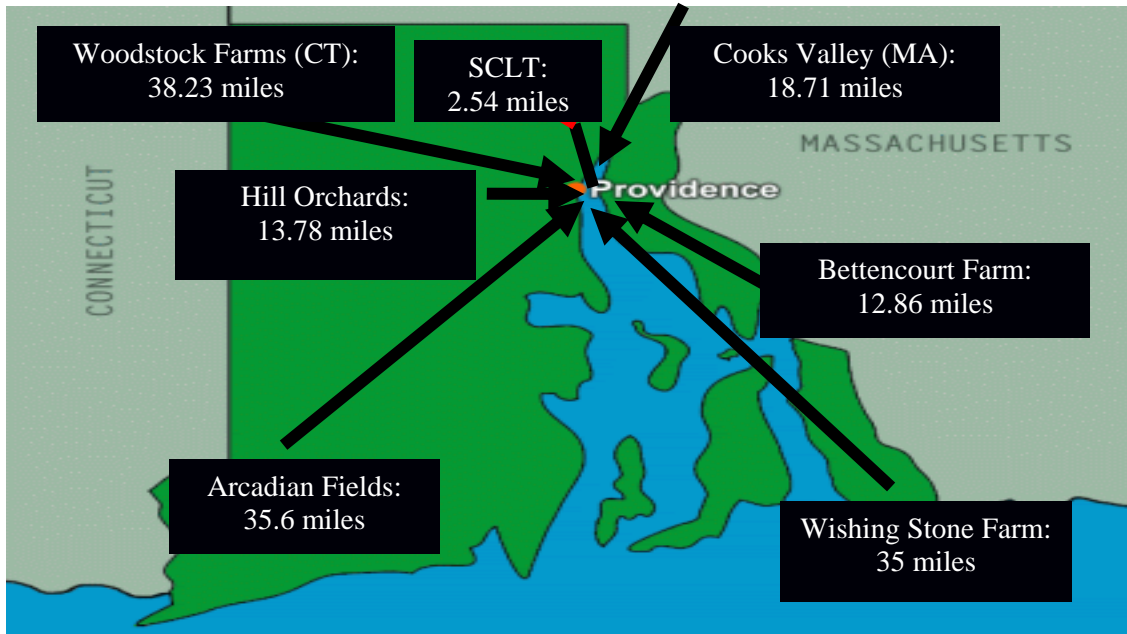 Woodstock Farms (CT):
38.23 miles
SCLT:
2.54 miles
Cooks Valley (MA):
18.71 miles
MASSACHUSETTS
CONNECTICUT
Hill Orchards:
13.78 miles
Providence
Bettencourt Farm:
12.86 miles
Arcadian Fields:
35.6 miles
Wishing Stone Farm:
35 miles